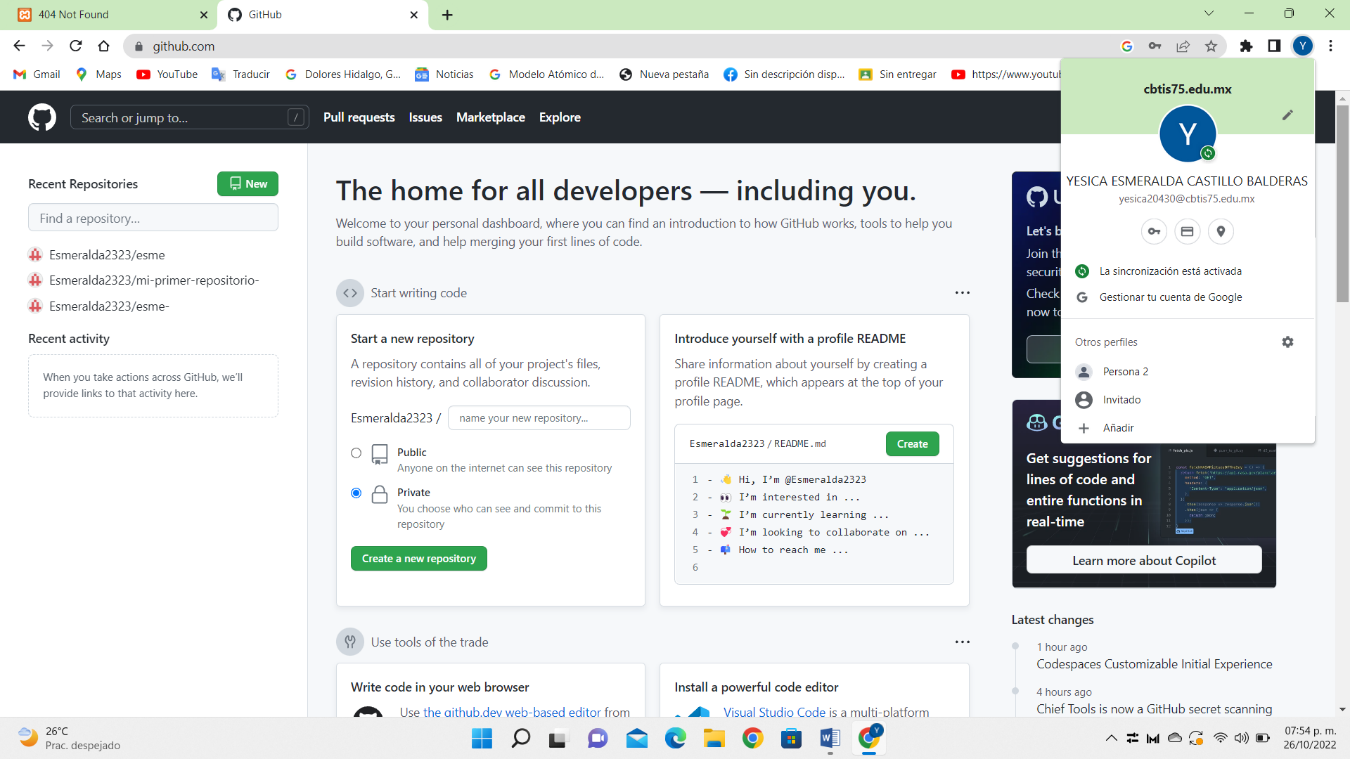 404 Not Found
GitHub
github.com
Gmail
Maps
YouTube
Traducir
Dolores Hidalgo, G...
Noticias
Modelo Atómico d...
Nueva pestaña
Sin descripción disp...
Sin entregar
https://www.youtu
Y
cbtis75.edu.mx
Y
YESICA ESMERALDA CASTILLO BALDERAS
yesica20430@cbtis75.edu.mx
La sincronización está activada
Gestionar tu cuenta de Google
Otros perfiles
Persona 2
Invitado
Añadir
Search or jump to...
/
Pull requests
Issues
Marketplace
Explore
Recent Repositories
New
Find a repository...
Esmeralda2323/esme
Esmeralda2323/mi-primer-repositorio-
Esmeralda2323/esme-
Recent activity
When you take actions across GitHub, we'll
provide links to that activity here.
The home for all developers — including you.
Welcome to your personal dashboard, where you can find an introduction to how GitHub works, tools to help you
build software, and help merging your first lines of code.
Start writing code
Start a new repository
A repository contains all of your project's files,
revision history, and collaborator discussion.
Esmeralda2323 /
name your new repository...
Public
Anyone on the internet can see this repository
Private
You choose who can see and commit to this
repository
Create a new repository
Introduce yourself with a profile README
Share information about yourself by creating a
profile README, which appears at the top of your
profile page.
Esmeralda2323 / README.md
Create
1 - 👋 Hi, I'm @Esmeralda2323
2 - 👀 I'm interested in ...
3 - 🌱 I'm currently learning ...
4 - 💞️ I'm looking to collaborate on ...
5 - 📫 How to reach me ...
6
Use tools of the trade
Write code in your web browser
Use the github.dev web-based editor from
Install a powerful code editor
Visual Studio Code is a multi-platform
Let's b
Join th
securit
Check
now to
Get suggestions for
lines of code and
entire functions in
real-time
Learn more about Copilot
Latest changes
1 hour ago
Codespaces Customizable Initial Experience
4 hours ago
Chief Tools is now a GitHub secret scanning
26°C
Prac. despejado
07:54 p. m.
26/10/2022